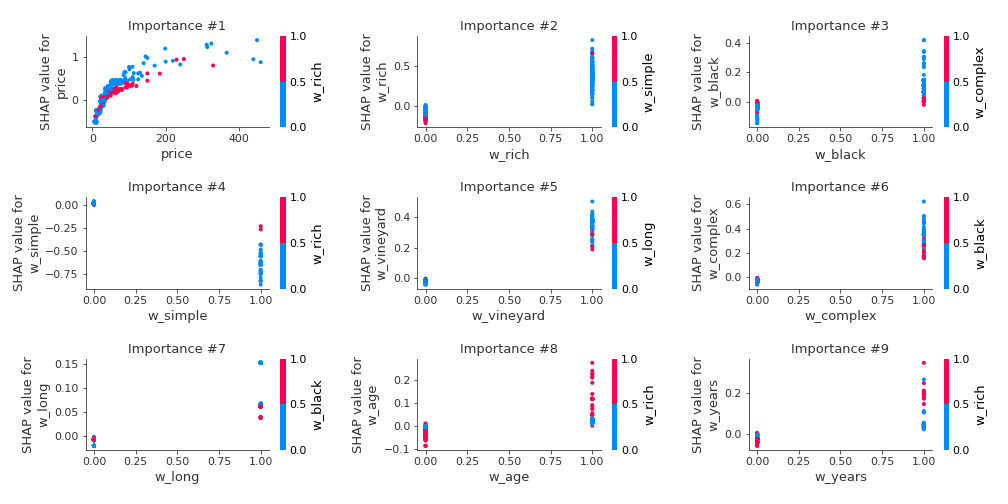 Importance #1
SHAP value for
price
1
0
0
200
400
price
1.0
0.5
0.0
w_rich
Importance #2
SHAP value for
w_rich
0.5
0.0
0.00
0.25
0.50
0.75
1.00
w_rich
1.0
0.5
0.0
w_simple
Importance #3
SHAP value for
w_black
0.4
0.2
0.0
0.00
0.25
0.50
0.75
1.00
w_black
1.0
0.5
0.0
w_complex
Importance #4
SHAP value for
w_simple
0.00
−0.25
−0.50
−0.75
0.00
0.25
0.50
0.75
1.00
w_simple
1.0
0.5
0.0
w_rich
Importance #5
SHAP value for
w_vineyard
0.4
0.2
0.0
0.00
0.25
0.50
0.75
1.00
w_vineyard
1.0
0.5
0.0
w_long
Importance #6
SHAP value for
w_complex
0.6
0.4
0.2
0.0
0.00
0.25
0.50
0.75
1.00
w_complex
1.0
0.5
0.0
w_black
Importance #7
SHAP value for
w_long
0.15
0.10
0.05
0.00
0.00
0.25
0.50
0.75
1.00
w_long
1.0
0.5
0.0
w_black
Importance #8
SHAP value for
w_age
0.2
0.1
0.0
−0.1
0.00
0.25
0.50
0.75
1.00
w_age
1.0
0.5
0.0
w_rich
Importance #9
SHAP value for
w_years
0.2
0.0
0.00
0.25
0.50
0.75
1.00
w_years
1.0
0.5
0.0
w_rich